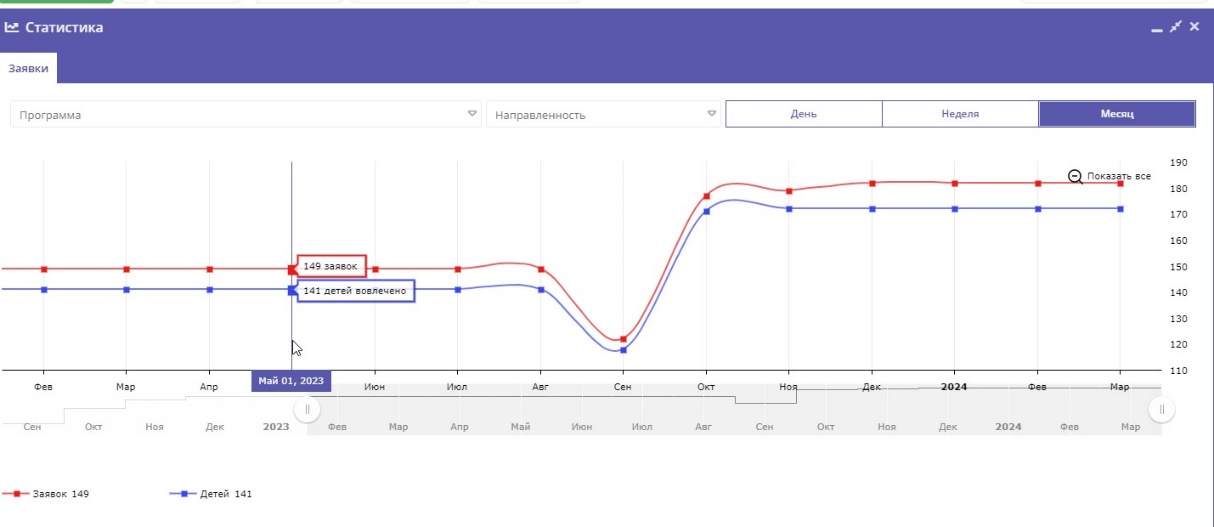 Статистика
Заявки
Программа
Направленность
День
Неделя
Месяц
190
Показать все
180
170
160
149 заявок
150
141 детей вовлечено
140
130
120
110
Май 01, 2023
Фев Мар Апр Июн Июл Авг Сен Окт Ноя Дек 2024 Фев Мар
Сен Окт Ноя Дек 2023 Фев Мар Апр Май Июн Июл Авг Сен Окт Ноя Дек 2024 Фев Мар
Заявок 149
Детей 141